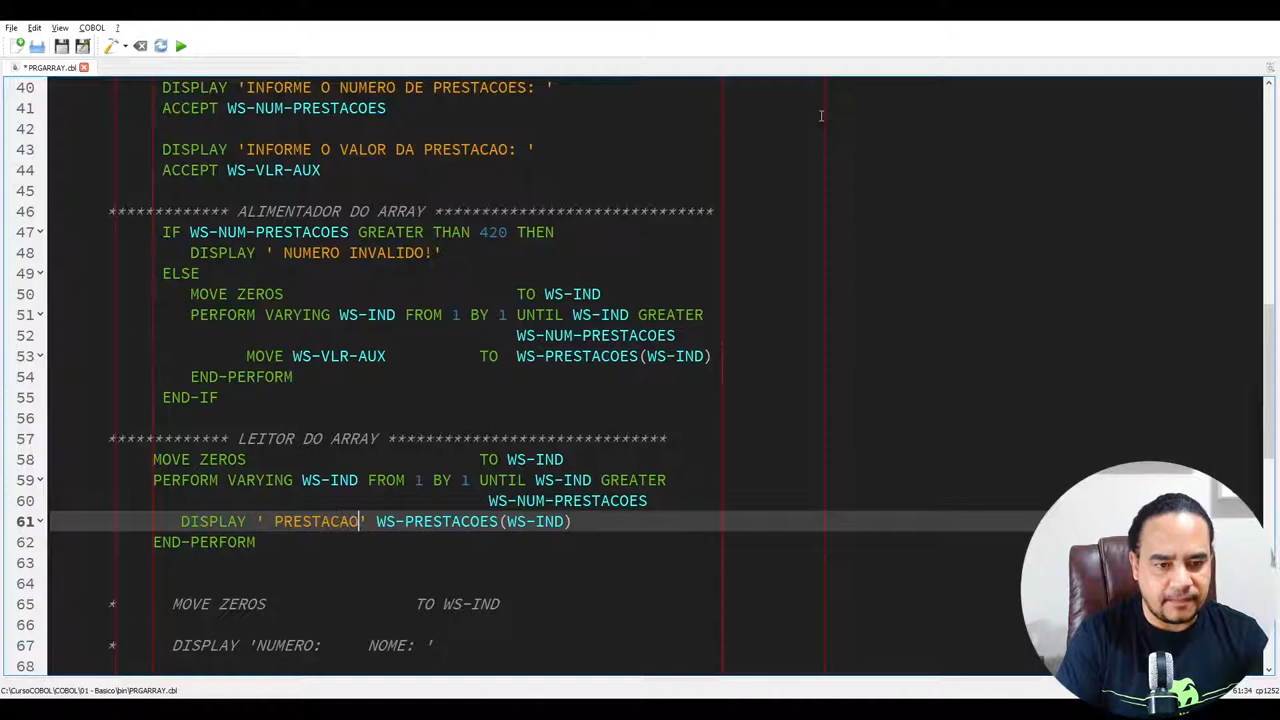 File Edit View COBOL ?
* PRGARRAY.cbl
40 DISPLAY 'INFORME O NUMERO DE PRESTACOES: '
41 ACCEPT WS-NUM-PRESTACOES
42
43 DISPLAY 'INFORME O VALOR DA PRESTACAO: '
44 ACCEPT WS-VLR-AUX
45
46 ************* ALIMENTADOR DO ARRAY ******************************
47 IF WS-NUM-PRESTACOES GREATER THAN 420 THEN
48 DISPLAY ' NUMERO INVALIDO!'
49 ELSE
50 MOVE ZEROS TO WS-IND
51 PERFORM VARYING WS-IND FROM 1 BY 1 UNTIL WS-IND GREATER
52 WS-NUM-PRESTACOES
53 MOVE WS-VLR-AUX TO WS-PRESTACOES(WS-IND)
54 END-PERFORM
55 END-IF
56
57 ************* LEITOR DO ARRAY ******************************
58 MOVE ZEROS TO WS-IND
59 PERFORM VARYING WS-IND FROM 1 BY 1 UNTIL WS-IND GREATER
60 WS-NUM-PRESTACOES
61 DISPLAY ' PRESTACAO' WS-PRESTACOES(WS-IND)
62 END-PERFORM
63
64
65 * MOVE ZEROS TO WS-IND
66
67 * DISPLAY 'NUMERO: NOME: '
68
C:\CursoCOBOL\COBOL\01 - Basico\bin\PRGARRAY.cbl 61:34 cp1252